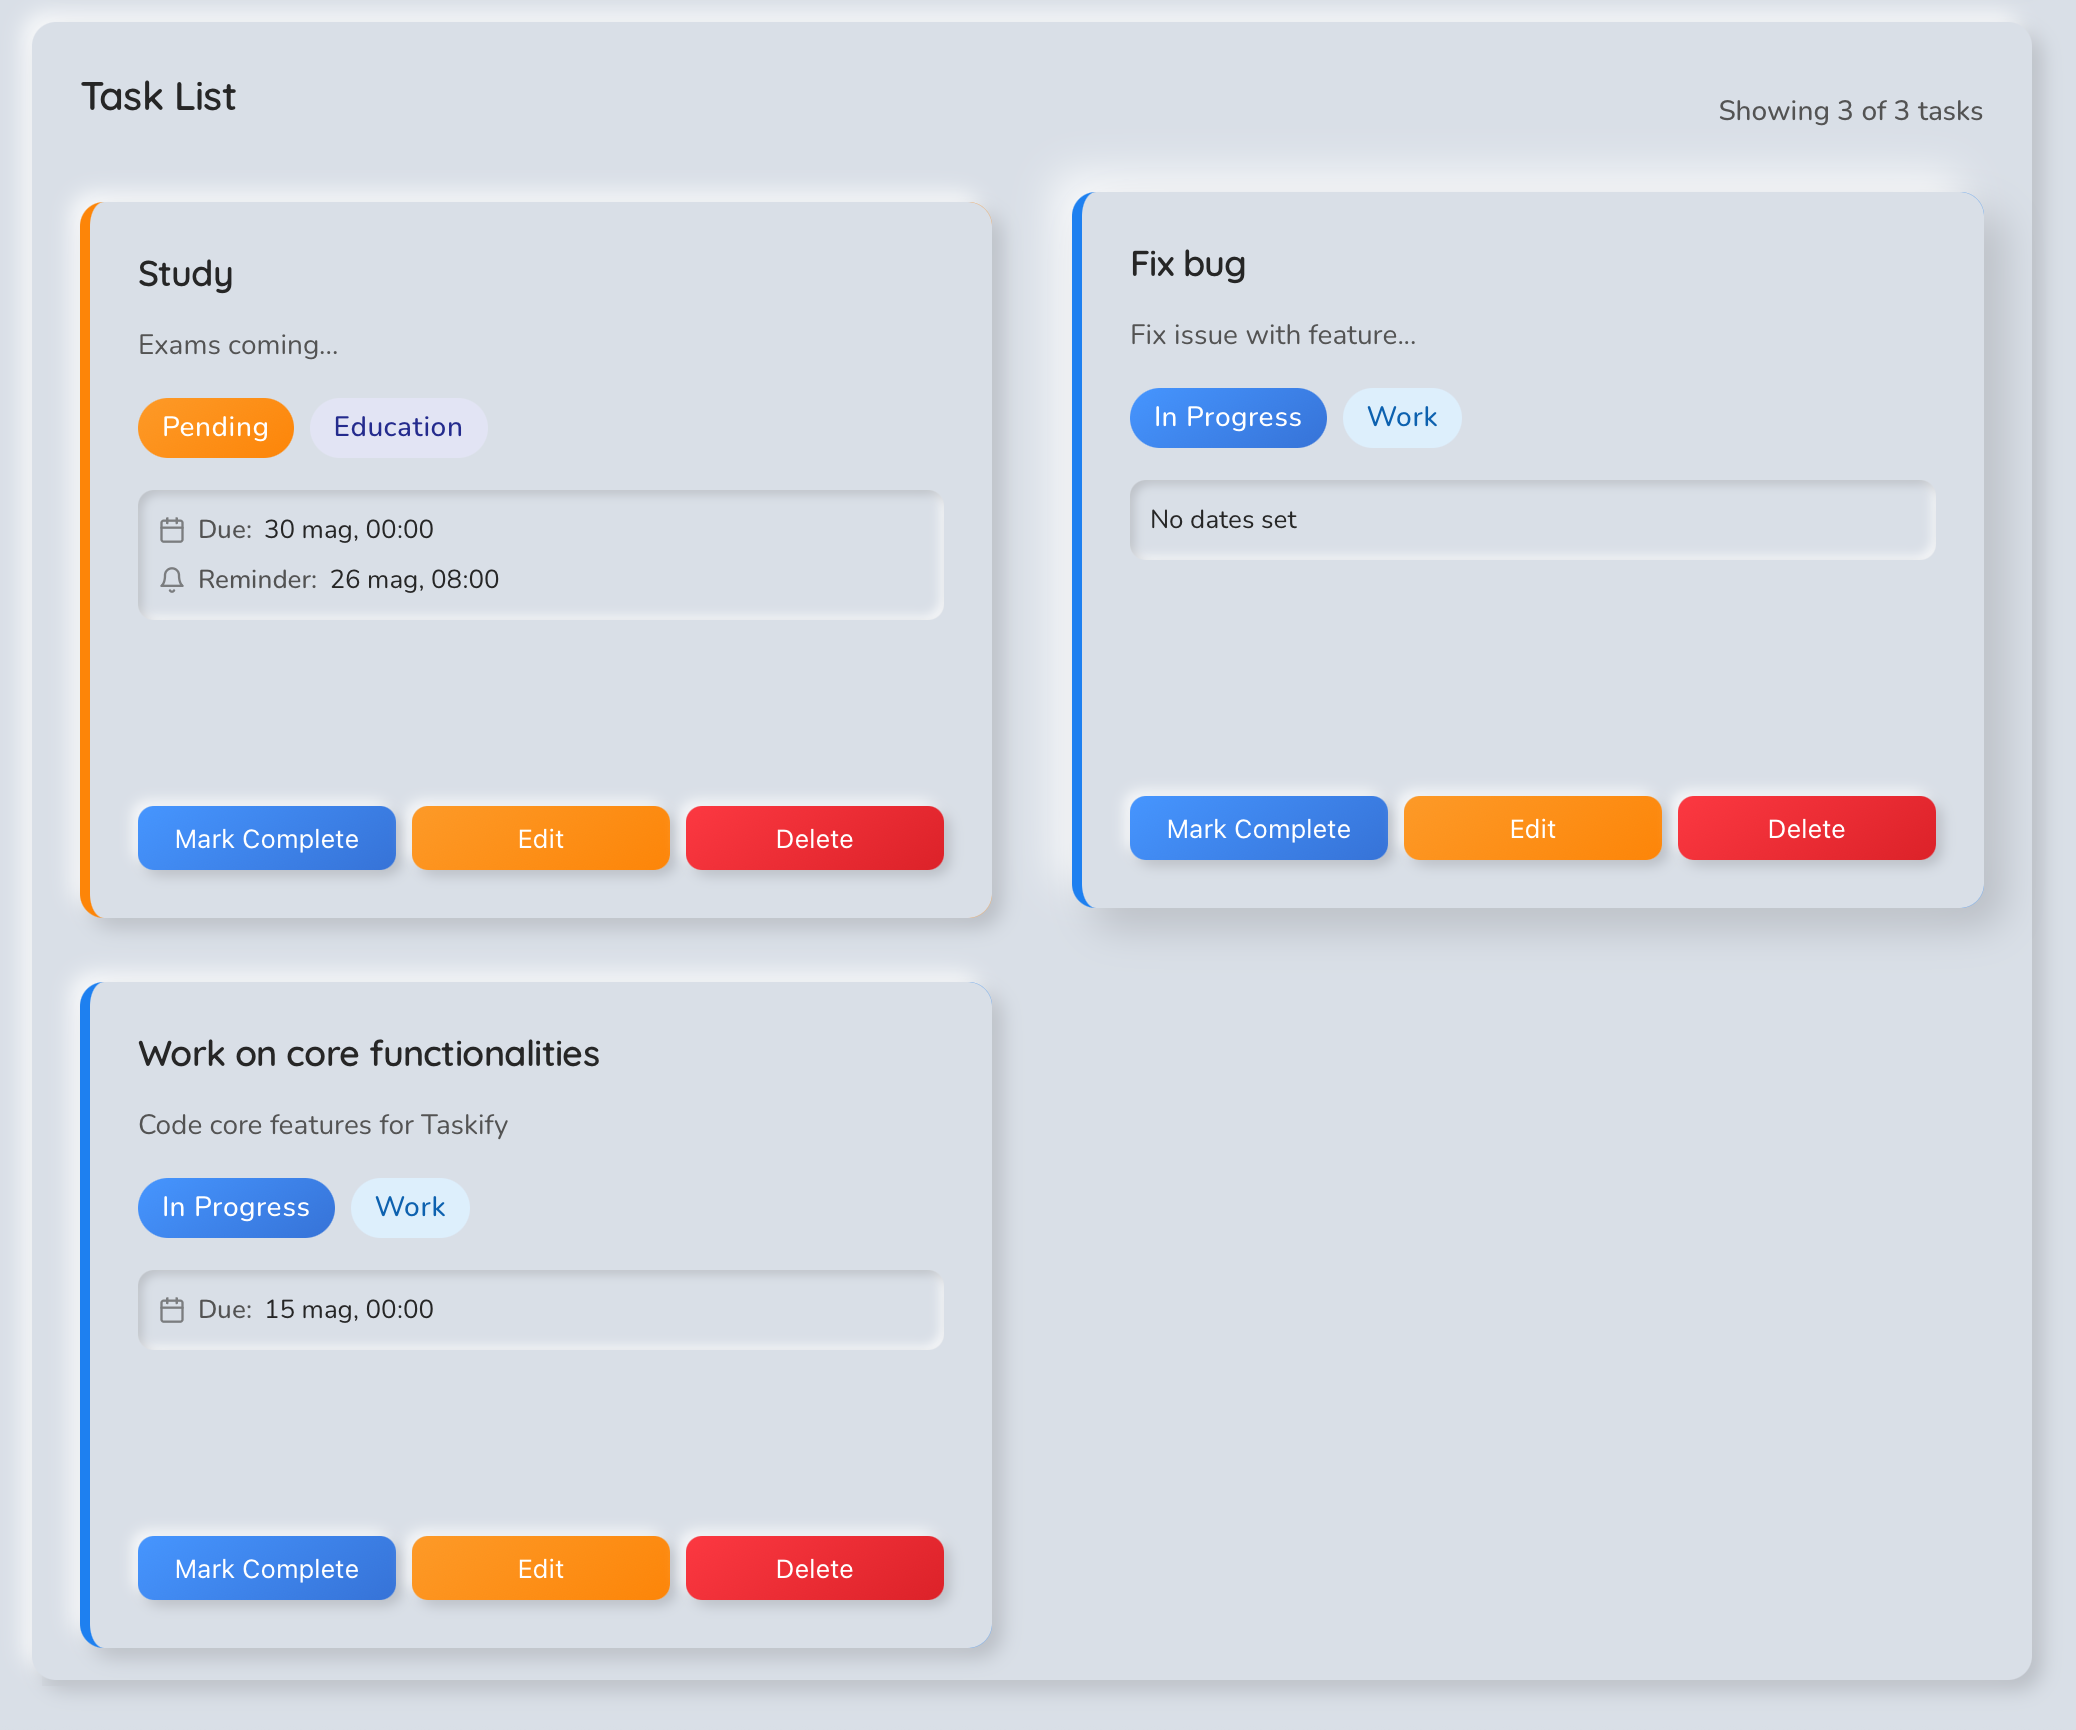 Task List
Showing 3 of 3 tasks
Study
Exams coming...
Pending
Education
Due: 30 mag, 00:00
Reminder: 26 mag, 08:00
Mark Complete
Edit
Delete
Fix bug
Fix issue with feature...
In Progress
Work
No dates set
Mark Complete
Edit
Delete
Work on core functionalities
Code core features for Taskify
In Progress
Work
Due: 15 mag, 00:00
Mark Complete
Edit
Delete